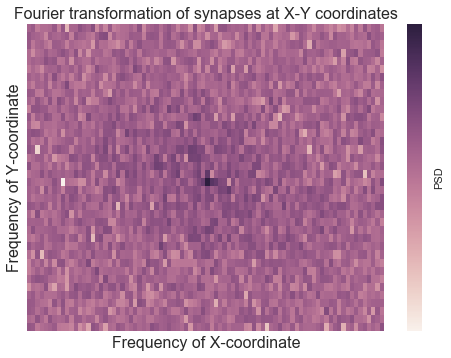 Fourier transformation of synapses at X-Y coordinates
Frequency of Y-coordinate
PSD
Frequency of X-coordinate